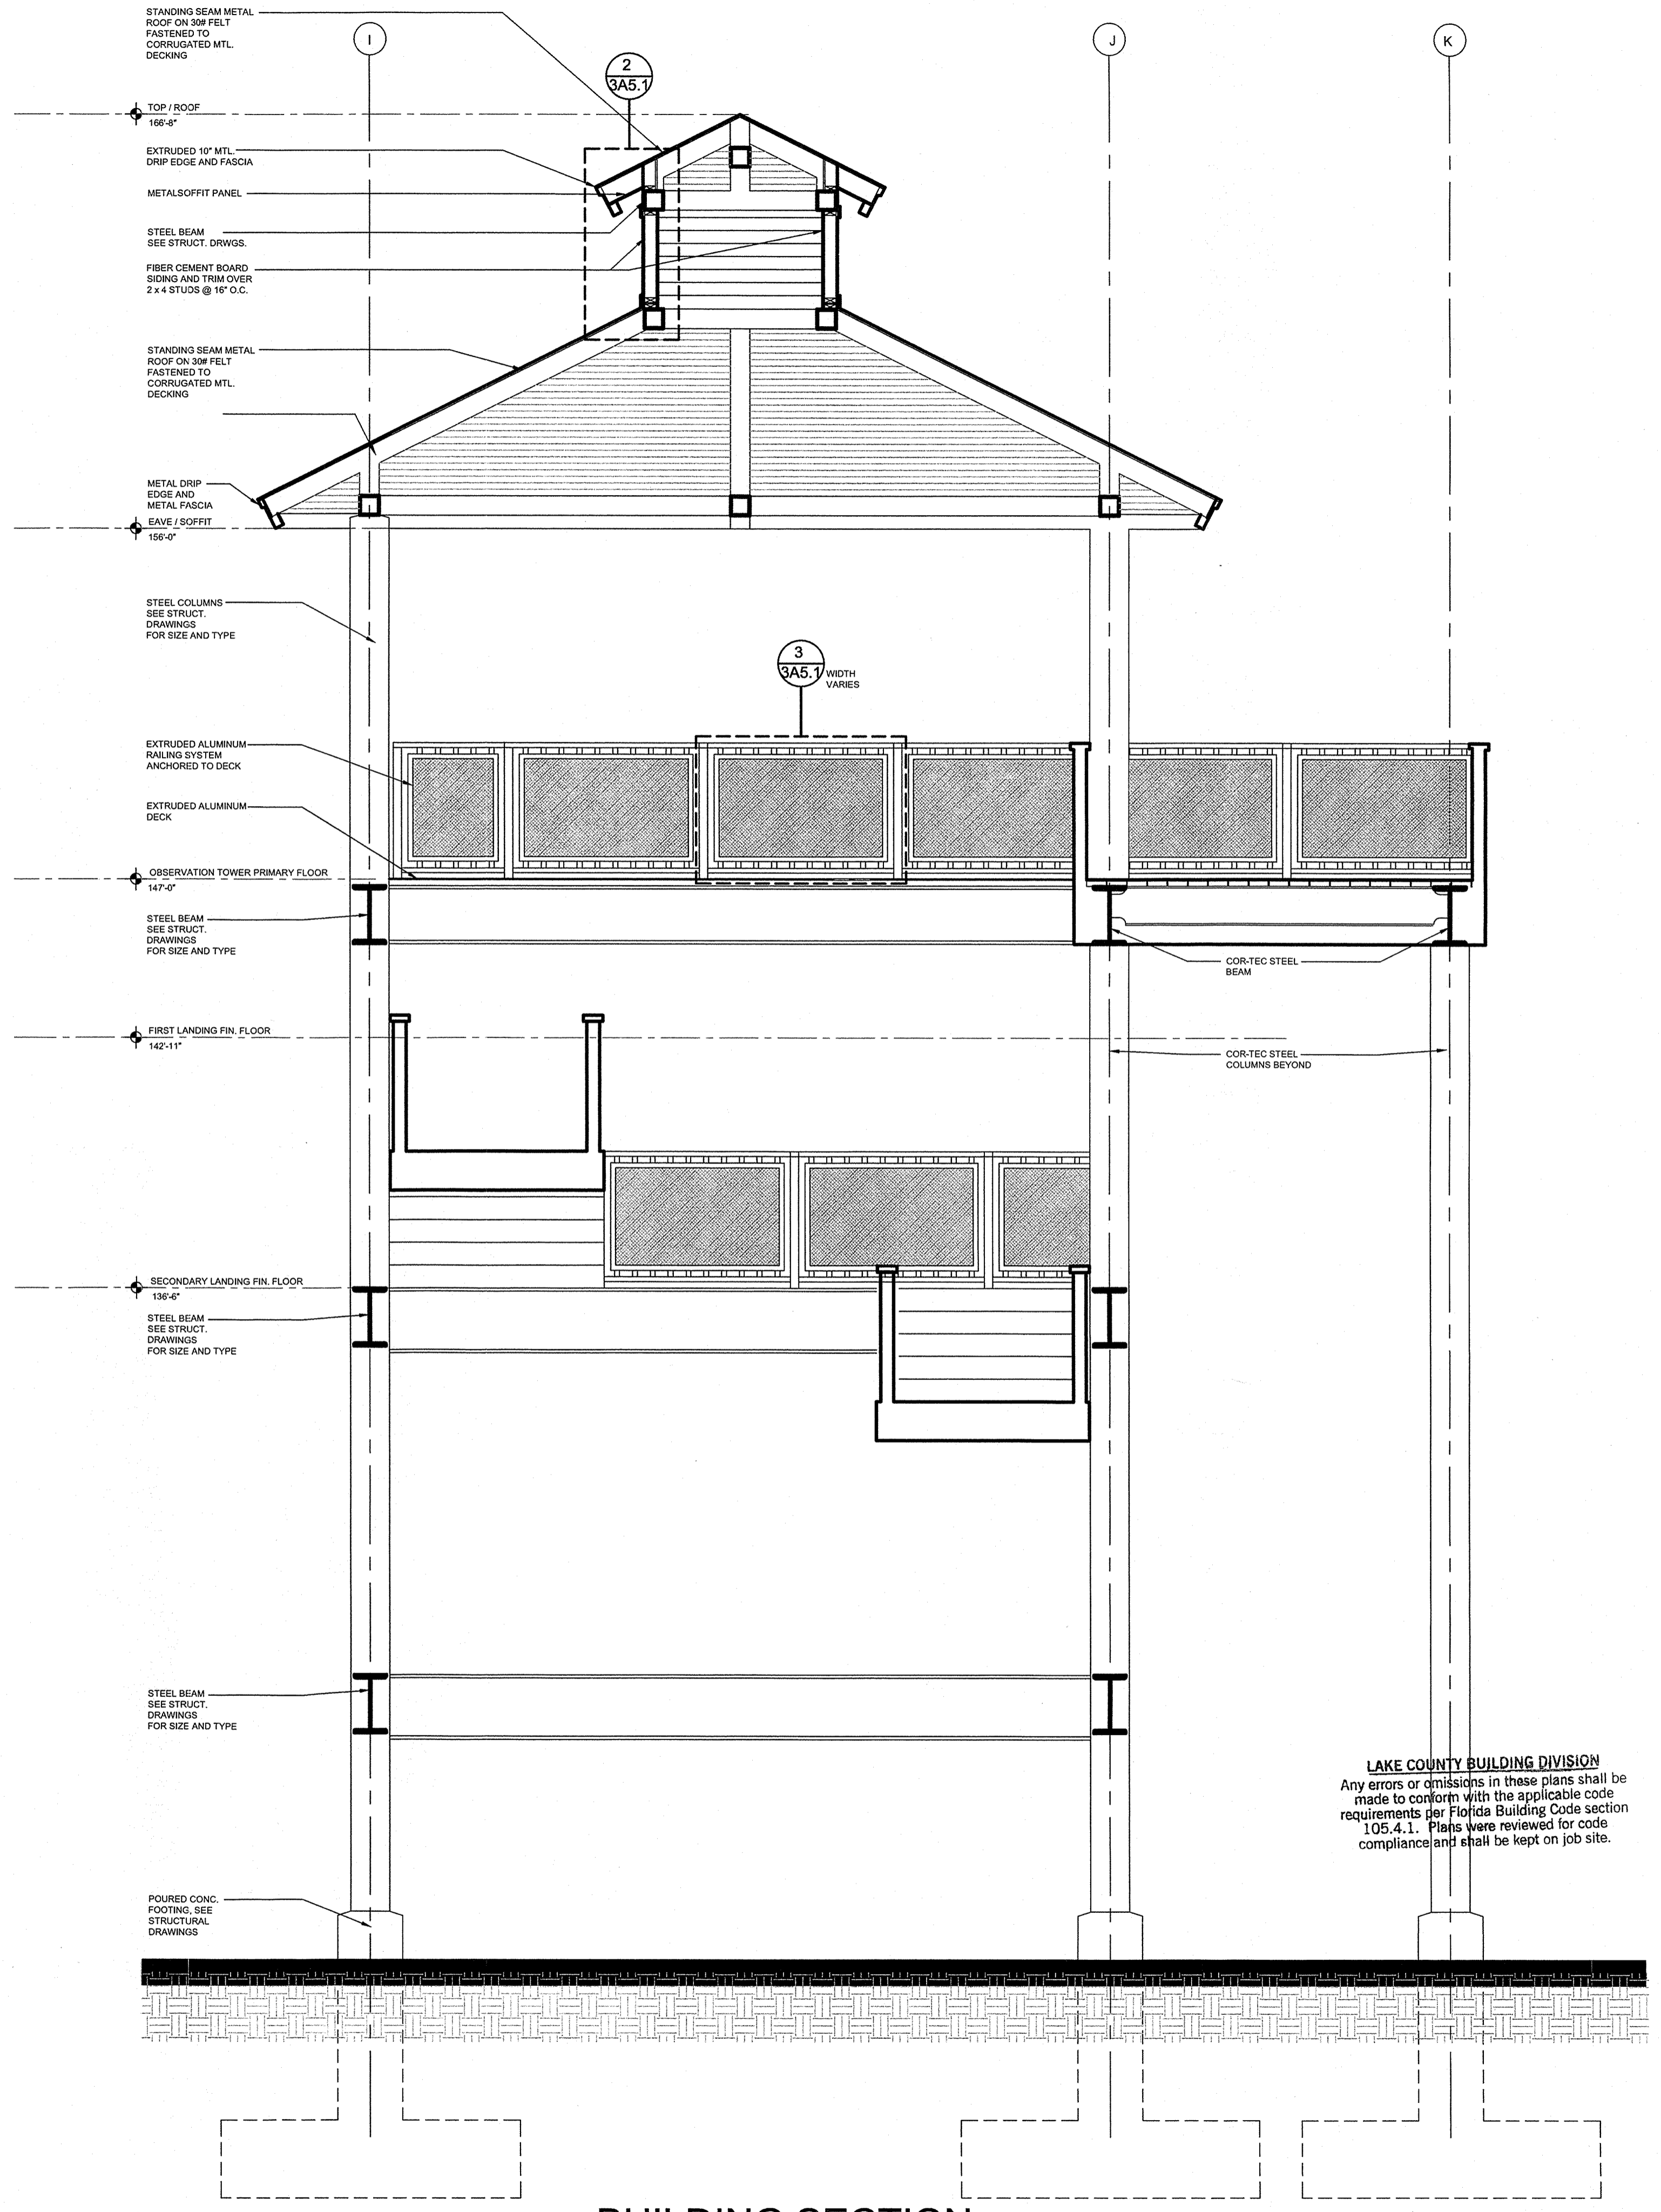 STANDING SEAM METAL
ROOF ON 30# FELT
FASTENED TO
CORRUGATED MTL.
DECKING
I
J
K
2
3A5.1
TOP / ROOF
166'-8"
EXTRUDED 10" MTL.
DRIP EDGE AND FASCIA
METALSOFFIT PANEL
STEEL BEAM
SEE STRUCT. DRWGS.
FIBER CEMENT BOARD
SIDING AND TRIM OVER
2 x 4 STUDS @ 16" O.C.
STANDING SEAM METAL
ROOF ON 30# FELT
FASTENED TO
CORRUGATED MTL.
DECKING
METAL DRIP
EDGE AND
METAL FASCIA
EAVE / SOFFIT
156'-0"
STEEL COLUMNS
SEE STRUCT.
DRAWINGS
FOR SIZE AND TYPE
3
3A5.1
WIDTH
VARIES
EXTRUDED ALUMINUM
RAILING SYSTEM
ANCHORED TO DECK
EXTRUDED ALUMINUM
DECK
OBSERVATION TOWER PRIMARY FLOOR
147'-0"
STEEL BEAM
SEE STRUCT.
DRAWINGS
FOR SIZE AND TYPE
COR-TEC STEEL
BEAM
FIRST LANDING FIN. FLOOR
142'-11"
COR-TEC STEEL
COLUMNS BEYOND
SECONDARY LANDING FIN. FLOOR
136'-6"
STEEL BEAM
SEE STRUCT.
DRAWINGS
FOR SIZE AND TYPE
STEEL BEAM
SEE STRUCT.
DRAWINGS
FOR SIZE AND TYPE
LAKE COUNTY BUILDING DIVISION
Any errors or omissions in these plans shall be
made to conform with the applicable code
requirements per Florida Building Code section
105.4.1. Plans were reviewed for code
compliance and shall be kept on job site.
POURED CONC.
FOOTING, SEE
STRUCTURAL
DRAWINGS
BUILDING SECTION